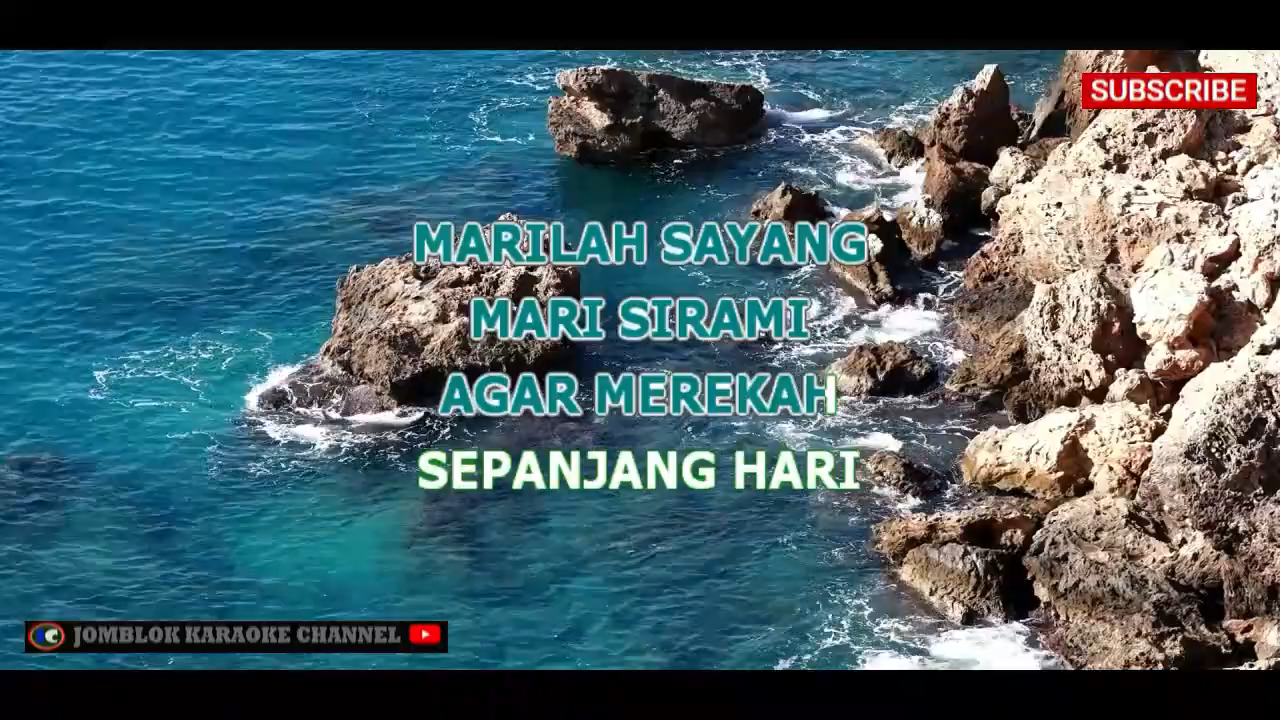 SUBSCRIBE
MARILAH SAYANG
MARI SIRAMI
AGAR MEREKAH
SEPANJANG HARI
JOMBLOK KARAOKE CHANNEL